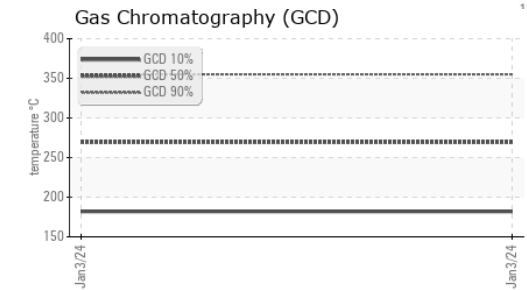 Gas Chromatography (GCD)
temperature °C
400
350
300
250
200
150
GCD 10%
GCD 50%
GCD 90%
Jan3/24
Jan3/24